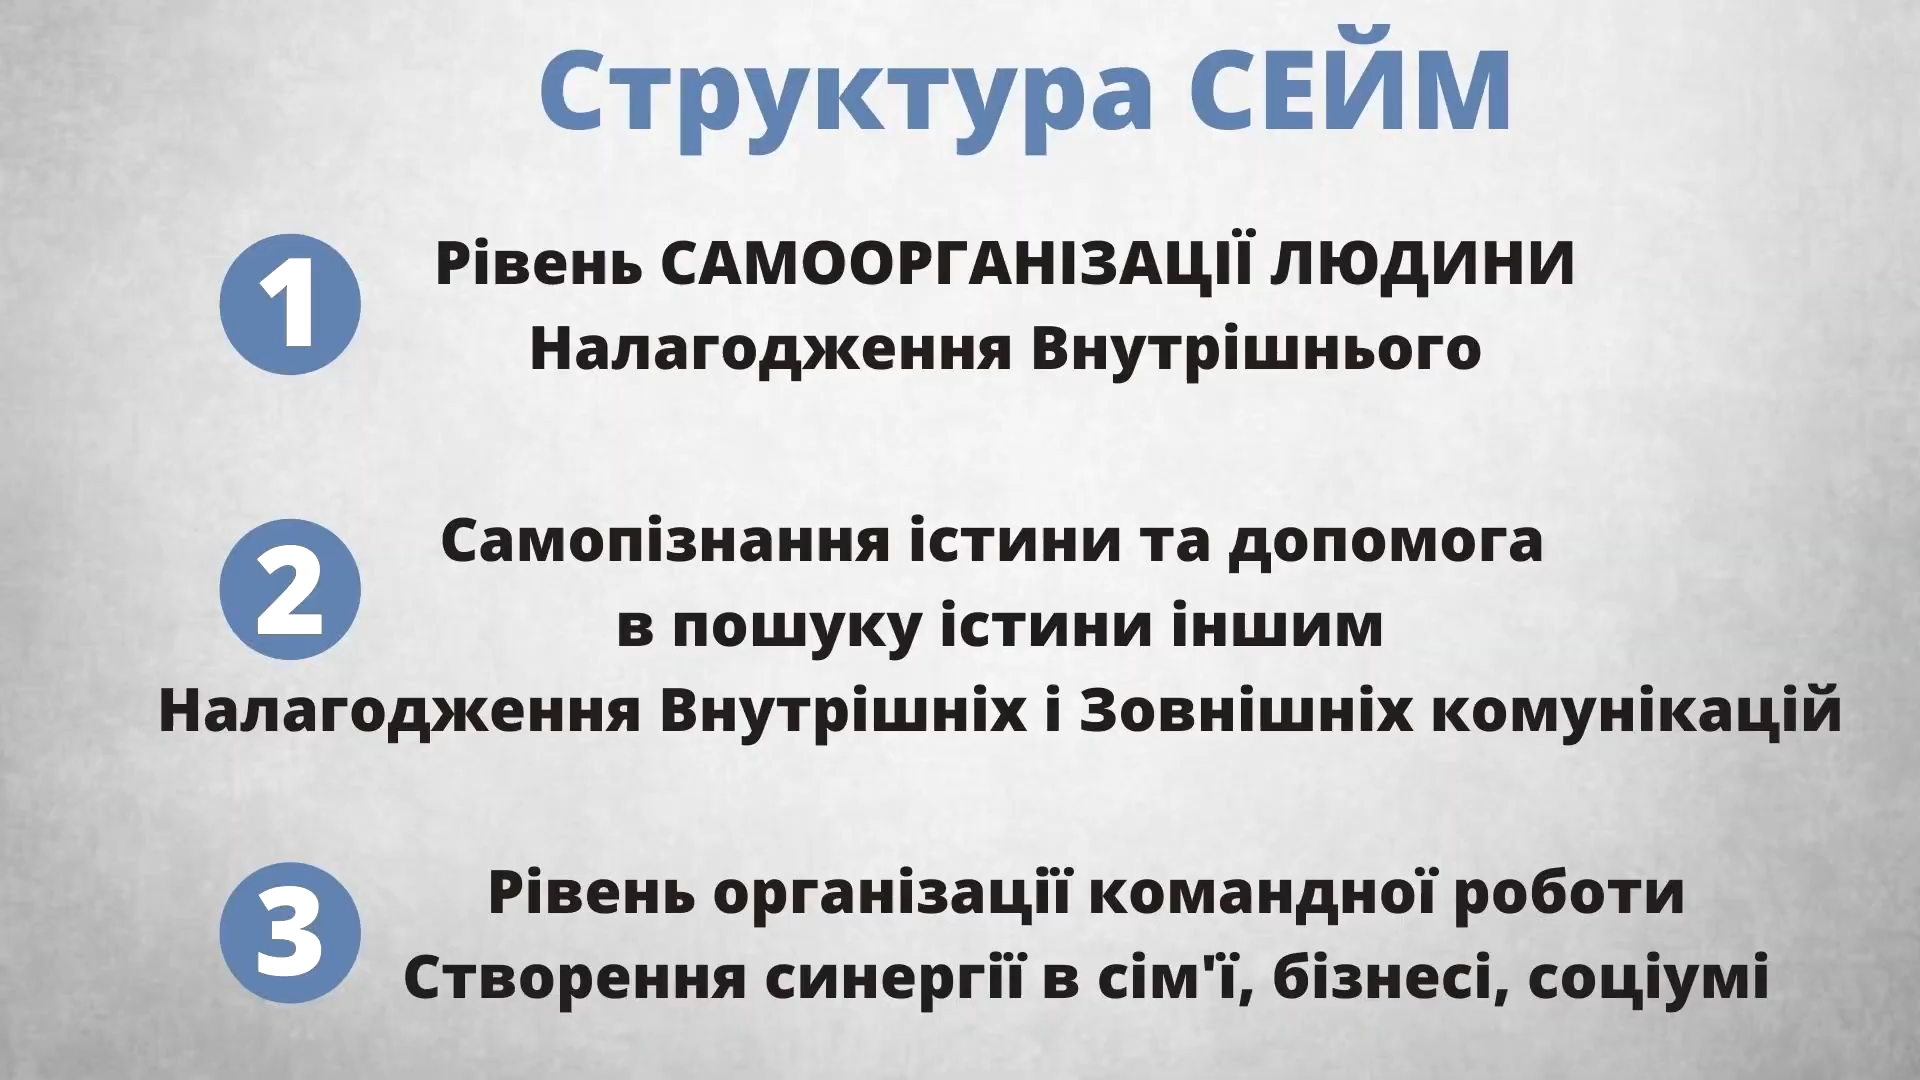 Структура СЕЙМ
1
Рівень САМООРГАНІЗАЦІЇ ЛЮДИНИ
Налагодження Внутрішнього
2
Самопізнання істини та допомога
в пошуку істини іншим
Налагодження Внутрішніх і Зовнішніх комунікацій
3
Рівень організації командної роботи
Створення синергії в сім'ї, бізнесі, соціумі